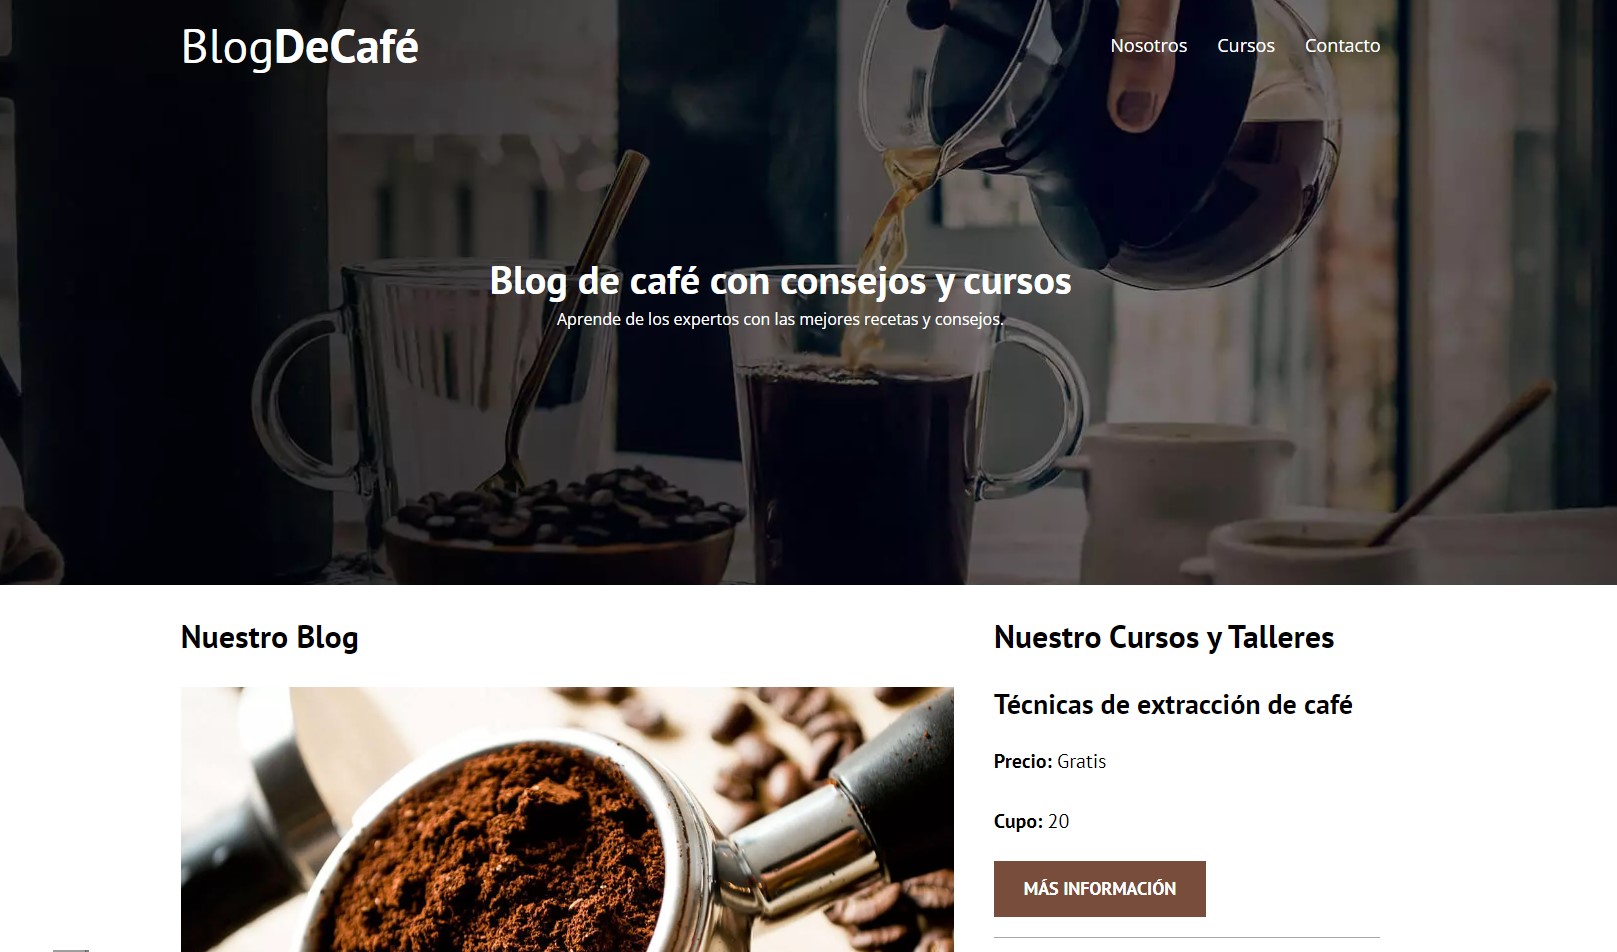 BlogDeCafé
Nosotros Cursos Contacto
Blog de café con consejos y cursos
Aprende de los expertos con las mejores recetas y consejos.
Nuestro Blog
Nuestro Cursos y Talleres
Técnicas de extracción de café
Precio: Gratis
Cupo: 20
MÁS INFORMACIÓN